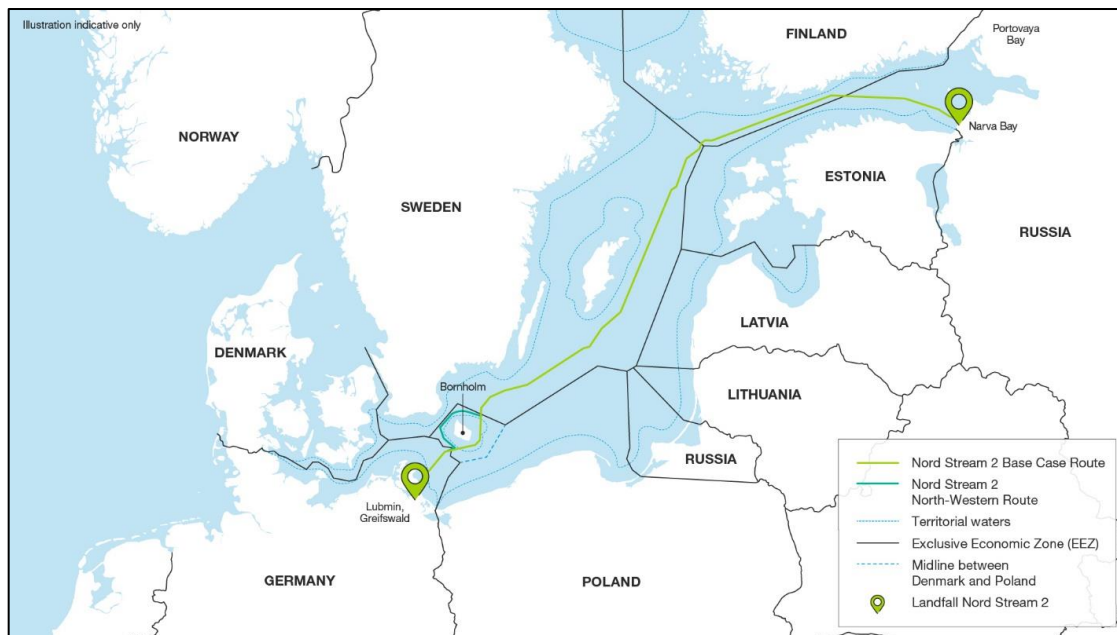 Illustration indicative only
FINLAND
Portovaya
Bay
NORWAY
Narva Bay
SWEDEN
ESTONIA
RUSSIA
LATVIA
DENMARK
Bornholm
LITHUANIA
RUSSIA
Lubmin,
Greifswald
GERMANY
POLAND
Nord Stream 2 Base Case Route
Nord Stream 2
North-Western Route
Territorial waters
Exclusive Economic Zone (EEZ)
Midline between
Denmark and Poland
Landfall Nord Stream 2